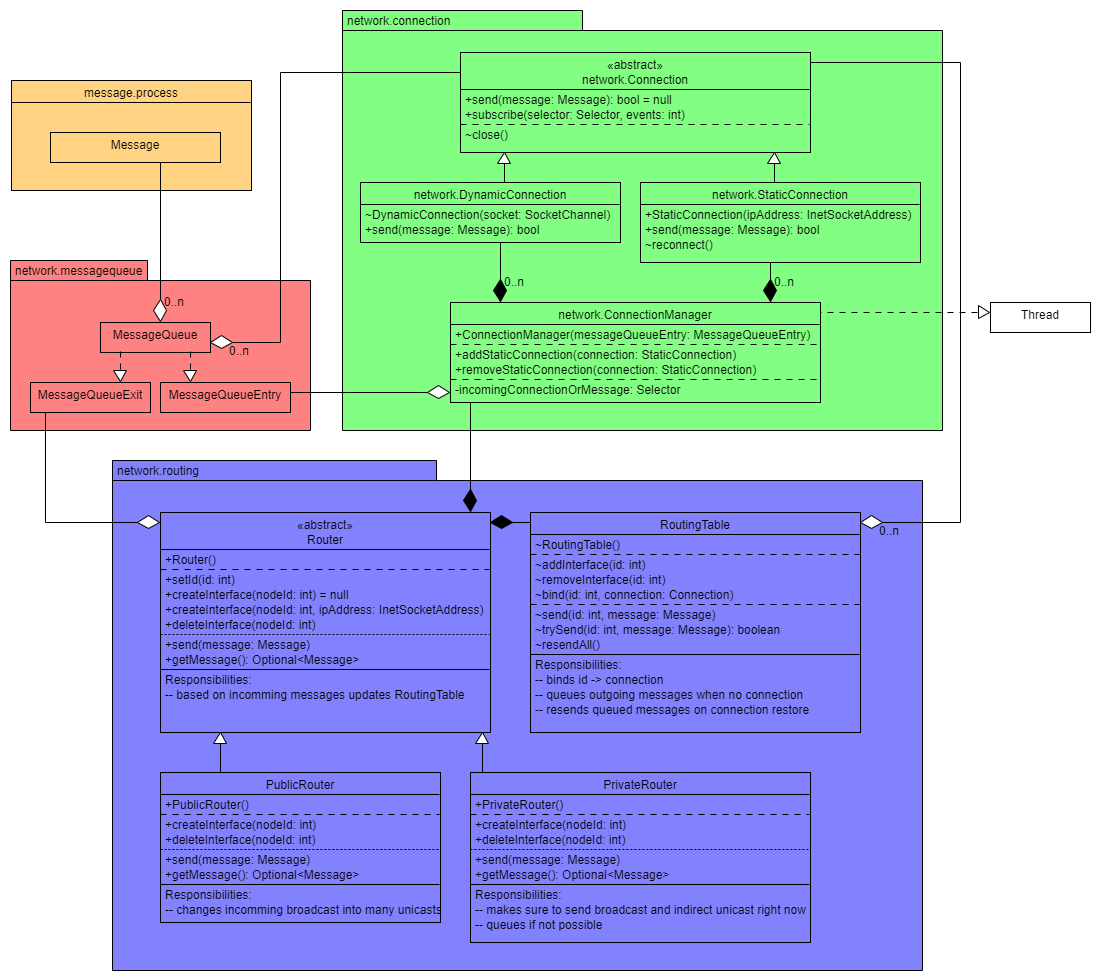 network.connection
«abstract»
network.Connection
+send(message: Message): bool = null
+subscribe(selector: Selector, events: int)
~close()
message.process
Message
network.DynamicConnection
~DynamicConnection(socket: SocketChannel)
+send(message: Message): bool
network.StaticConnection
+StaticConnection(ipAddress: InetSocketAddress)
+send(message: Message): bool
~reconnect()
network.messagequeue
0..n
MessageQueue
0..n
MessageQueueExit
MessageQueueEntry
0..n
0..n
network.ConnectionManager
+ConnectionManager(messageQueueEntry: MessageQueueEntry)
+addStaticConnection(connection: StaticConnection)
+removeStaticConnection(connection: StaticConnection)
-incomingConnectionOrMessage: Selector
Thread
network.routing
«abstract»
Router
+Router()
+setId(id: int)
+createInterface(nodeId: int) = null
+createInterface(nodeId: int, ipAddress: InetSocketAddress)
+deleteInterface(nodeId: int)
+send(message: Message)
+getMessage(): Optional<Message>
Responsibilities:
-- based on incomming messages updates RoutingTable
RoutingTable
~RoutingTable()
~addInterface(id: int)
~removeInterface(id: int)
~bind(id: int, connection: Connection)
~send(id: int, message: Message)
~trySend(id: int, message: Message): boolean
~resendAll()
Responsibilities:
-- binds id -> connection
-- queues outgoing messages when no connection
-- resends queued messages on connection restore
0..n
PublicRouter
+PublicRouter()
+createInterface(nodeId: int)
+deleteInterface(nodeId: int)
+send(message: Message)
+getMessage(): Optional<Message>
Responsibilities:
-- changes incomming broadcast into many unicasts
PrivateRouter
+PrivateRouter()
+createInterface(nodeId: int)
+deleteInterface(nodeId: int)
+send(message: Message)
+getMessage(): Optional<Message>
Responsibilities:
-- makes sure to send broadcast and indirect unicast right now
-- queues if not possible